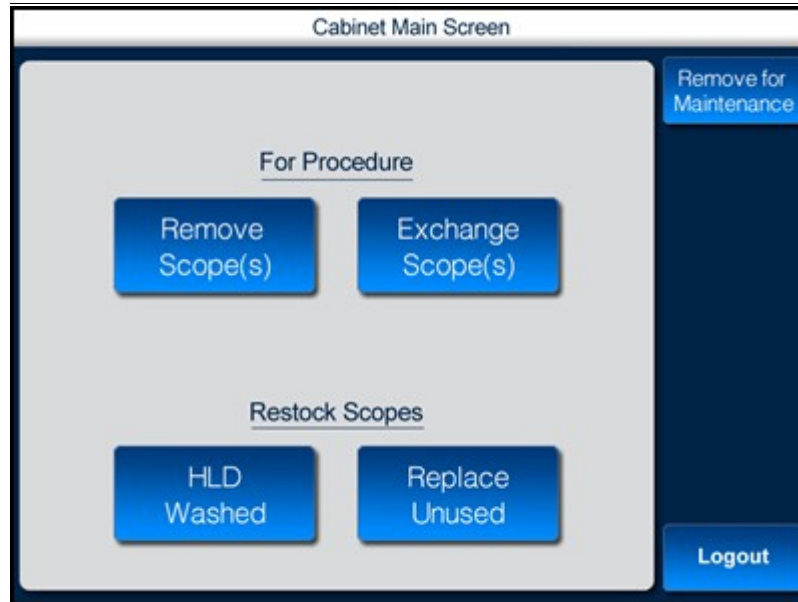 Cabinet Main Screen
Remove for
Maintenance
For Procedure
Remove
Scope(s)
Exchange
Scope(s)
Restock Scopes
HLD
Washed
Replace
Unused
Logout